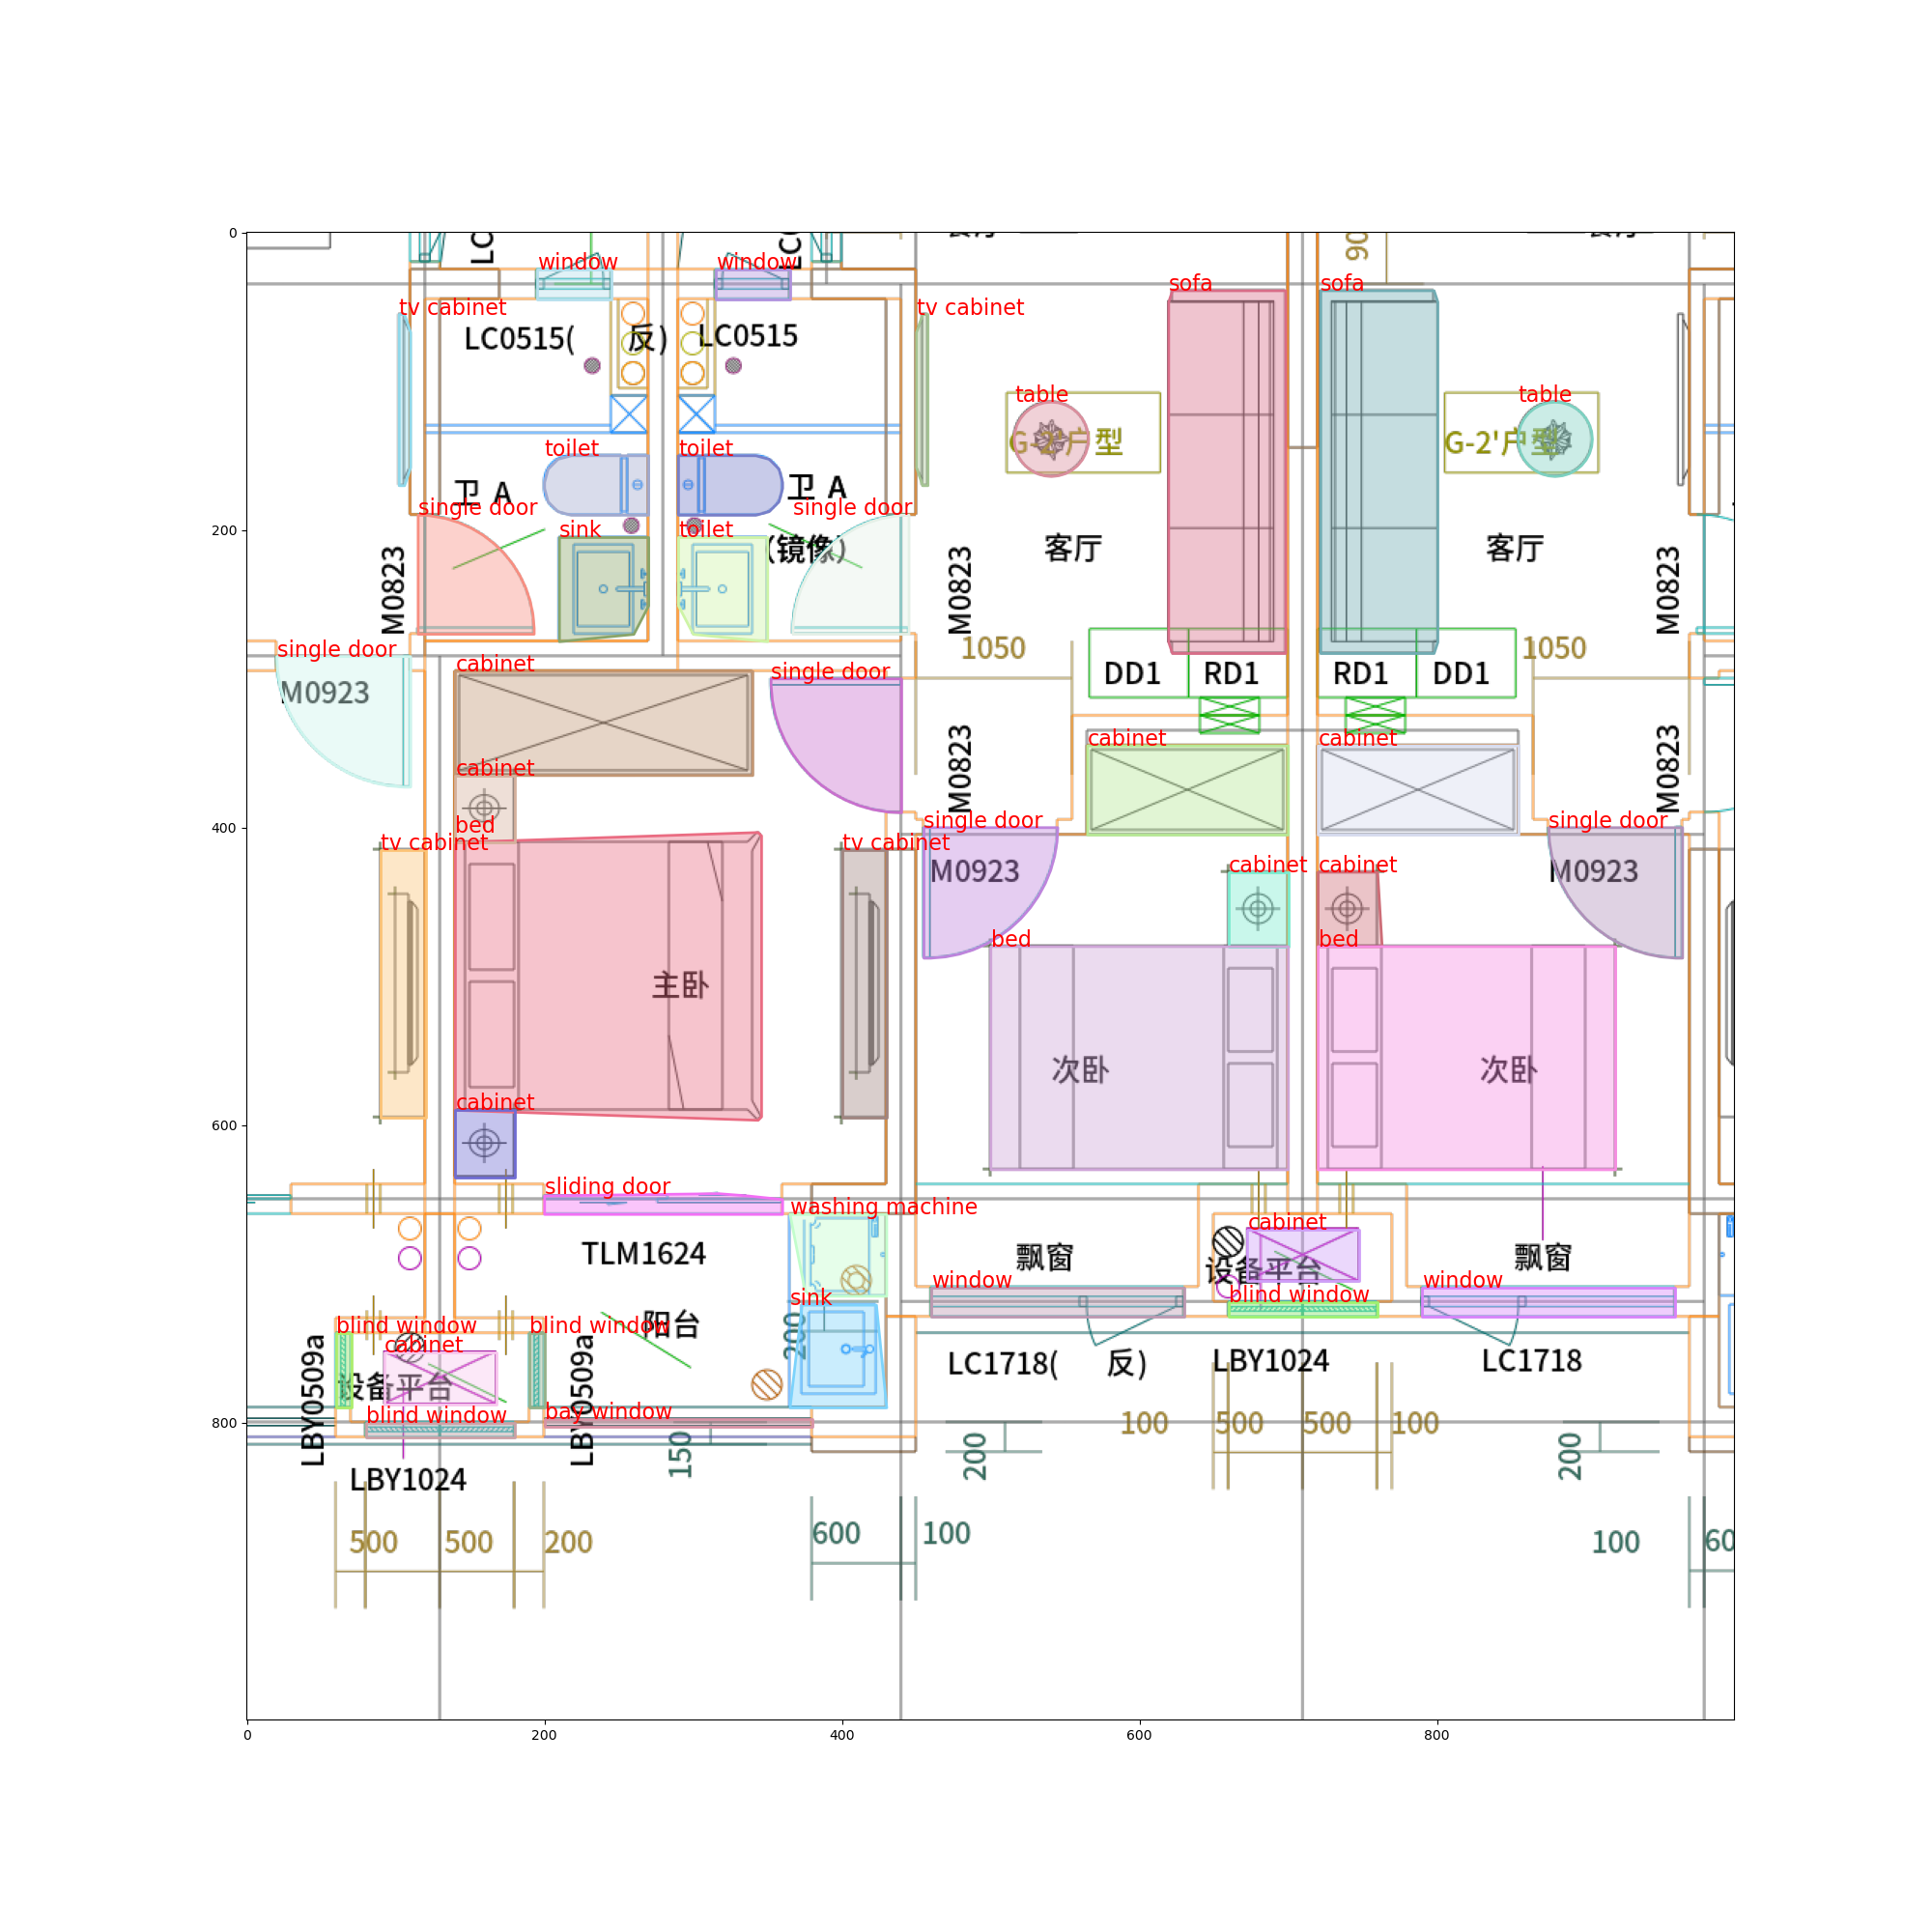 0
200
400
600
800
0
200
400
600
800
window
window
sofa
sofa
90
tv cabinet
tv cabinet
LC0515(
反)
LC0515
table
table
G-2'户型
G-2'户型
toilet
toilet
卫 A
卫 A
single door
single door
sink
toilet
(镜像)
客厅
客厅
M0823
M0823
M0823
single door
cabinet
single door
1050
1050
M0923
DD1
RD1
RD1
DD1
cabinet
cabinet
cabinet
M0823
M0823
bed
tv cabinet
tv cabinet
single door
single door
M0923
M0923
cabinet
cabinet
bed
bed
主卧
次卧
次卧
cabinet
sliding door
washing machine
cabinet
TLM1624
飘窗
设备平台
飘窗
window
blind window
window
sink
阳台
200
blind window
blind window
cabinet
LBY0509a
设备平台
LBY0509a
LC1718(
反)
LBY1024
LC1718
blind window
bay window
150
100
500
500
100
200
200
LBY1024
500
500
200
600
100
100
60